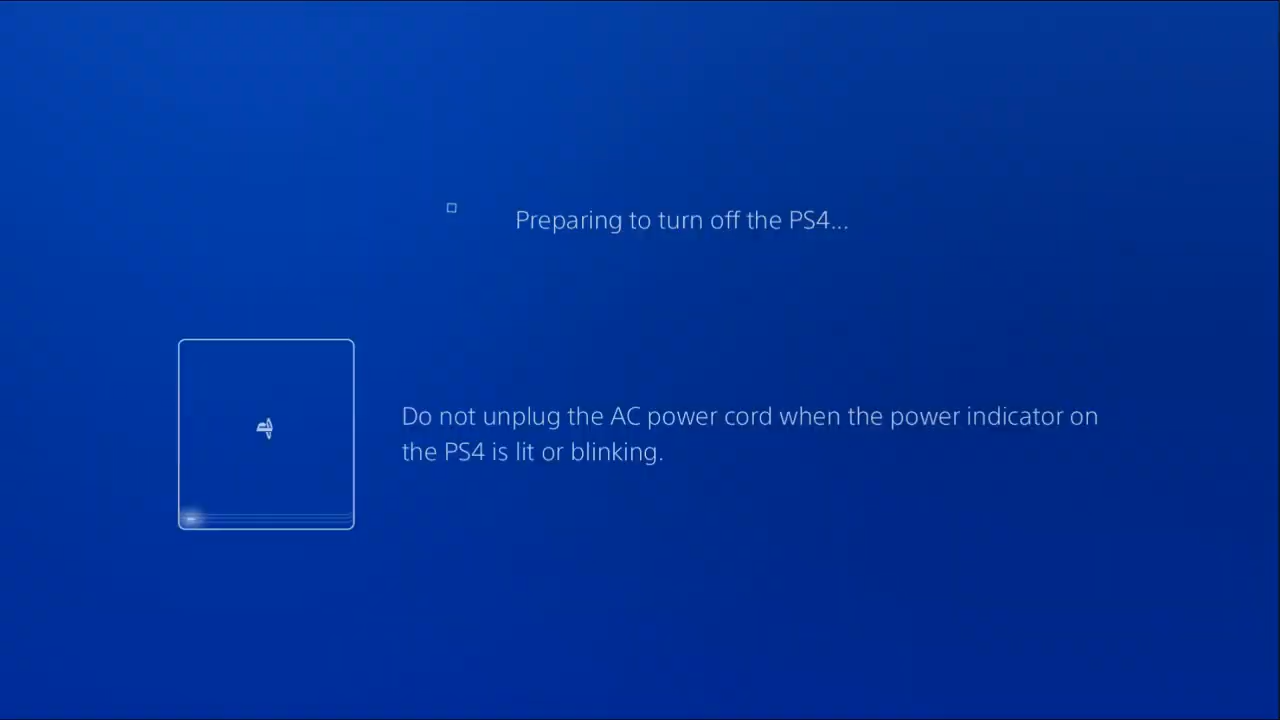 Preparing to turn off the PS4...
Do not unplug the AC power cord when the power indicator on
the PS4 is lit or blinking.